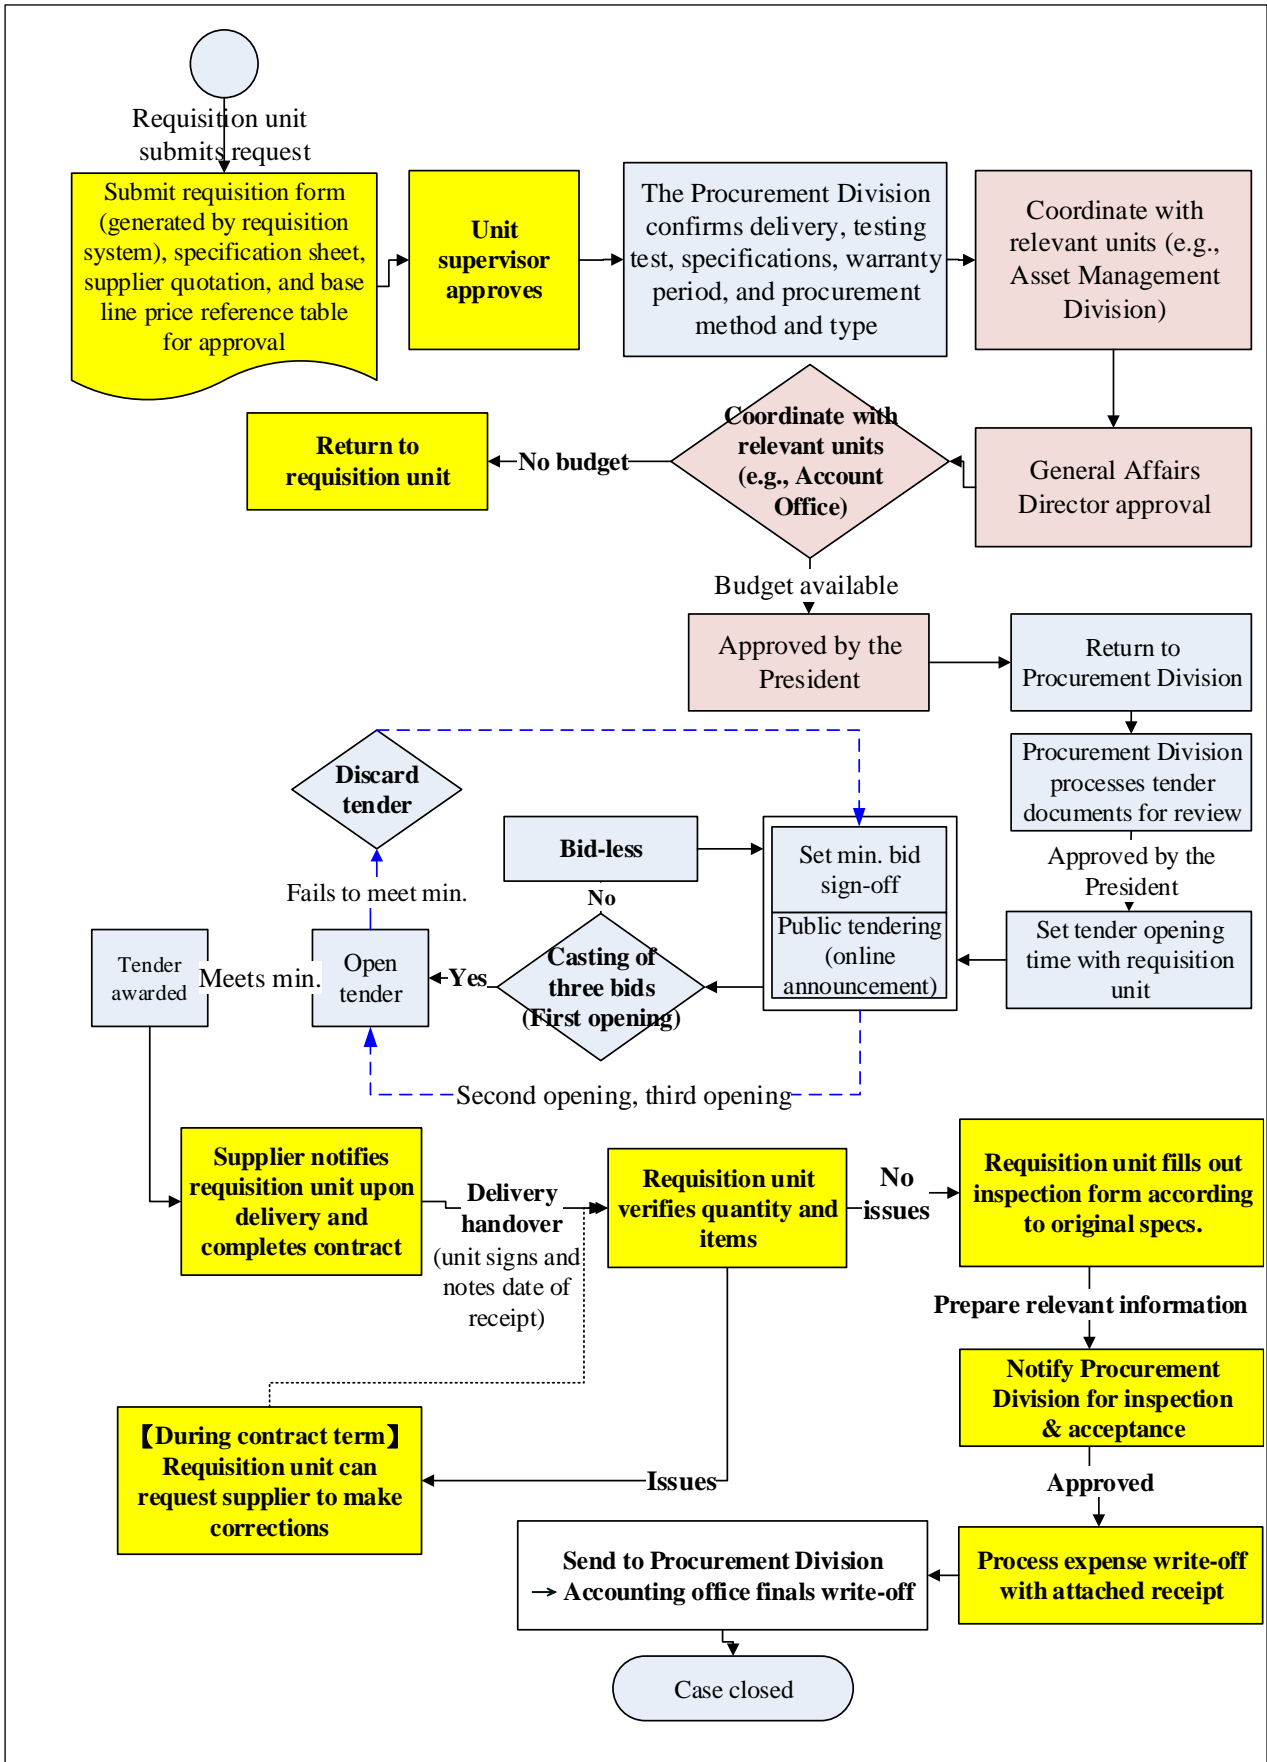 Requisition unit
submits request
Submit requisition form
(generated by requisition
system), specification sheet,
supplier quotation, and base
line price reference table
for approval
Unit
supervisor
approves
The Procurement Division
confirms delivery, testing
test, specifications, warranty
period, and procurement
method and type
Coordinate with
relevant units (e.g.,
Asset Management
Division)
General Affairs
Director approval
Coordinate with
relevant units
(e.g., Account
Office)
No budget
Return to
requisition unit
Budget available
Approved by the
President
Return to
Procurement Division
Procurement Division
processes tender
documents for review
Approved by the
President
Set tender opening
time with requisition
unit
Set min. bid
sign-off
Public tendering
(online
announcement)
Bid-less
No
Casting of
three bids
(First opening)
Yes
Open
tender
Fails to meet min.
Discard
tender
Meets min.
Tender
awarded
Second opening, third opening
Supplier notifies
requisition unit upon
delivery and
completes contract
Delivery
handover
(unit signs and
notes date of
receipt)
Requisition unit
verifies quantity and
items
No
issues
Requisition unit fills out
inspection form according
to original specs.
Prepare relevant information
Notify Procurement
Division for inspection
& acceptance
Issues
【During contract term】
Requisition unit can
request supplier to make
corrections
Approved
Process expense write-off
with attached receipt
Send to Procurement Division
→ Accounting office finals write-off
Case closed